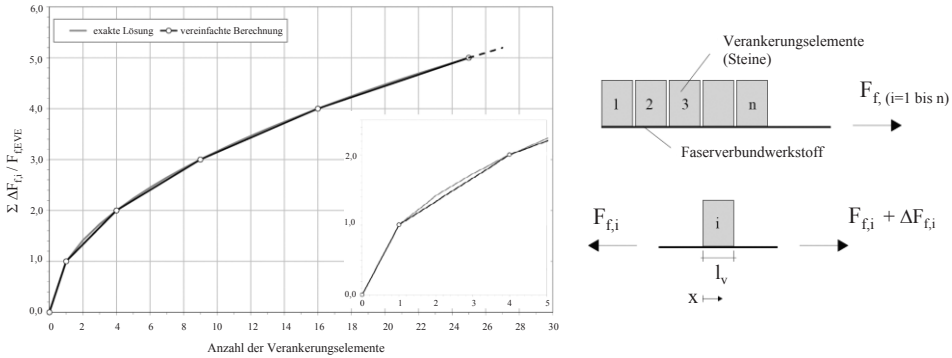 6,0
5,0
4,0
3,0
2,0
1,0
0,0
Σ ΔF_f,i / F_f,EVE
exakte Lösung
vereinfachte Berechnung
0 2 4 6 8 10 12 14 16 18 20 22 24 26 28 30
Anzahl der Verankerungselemente
2,0
1,0
0,0
0 1 2 3 4 5
Verankerungselemente
(Steine)
1 2 3 n
F_f, (i=1 bis n)
Faserverbundwerkstoff
F_f,i
i
F_f,i + ΔF_f,i
l_v
x